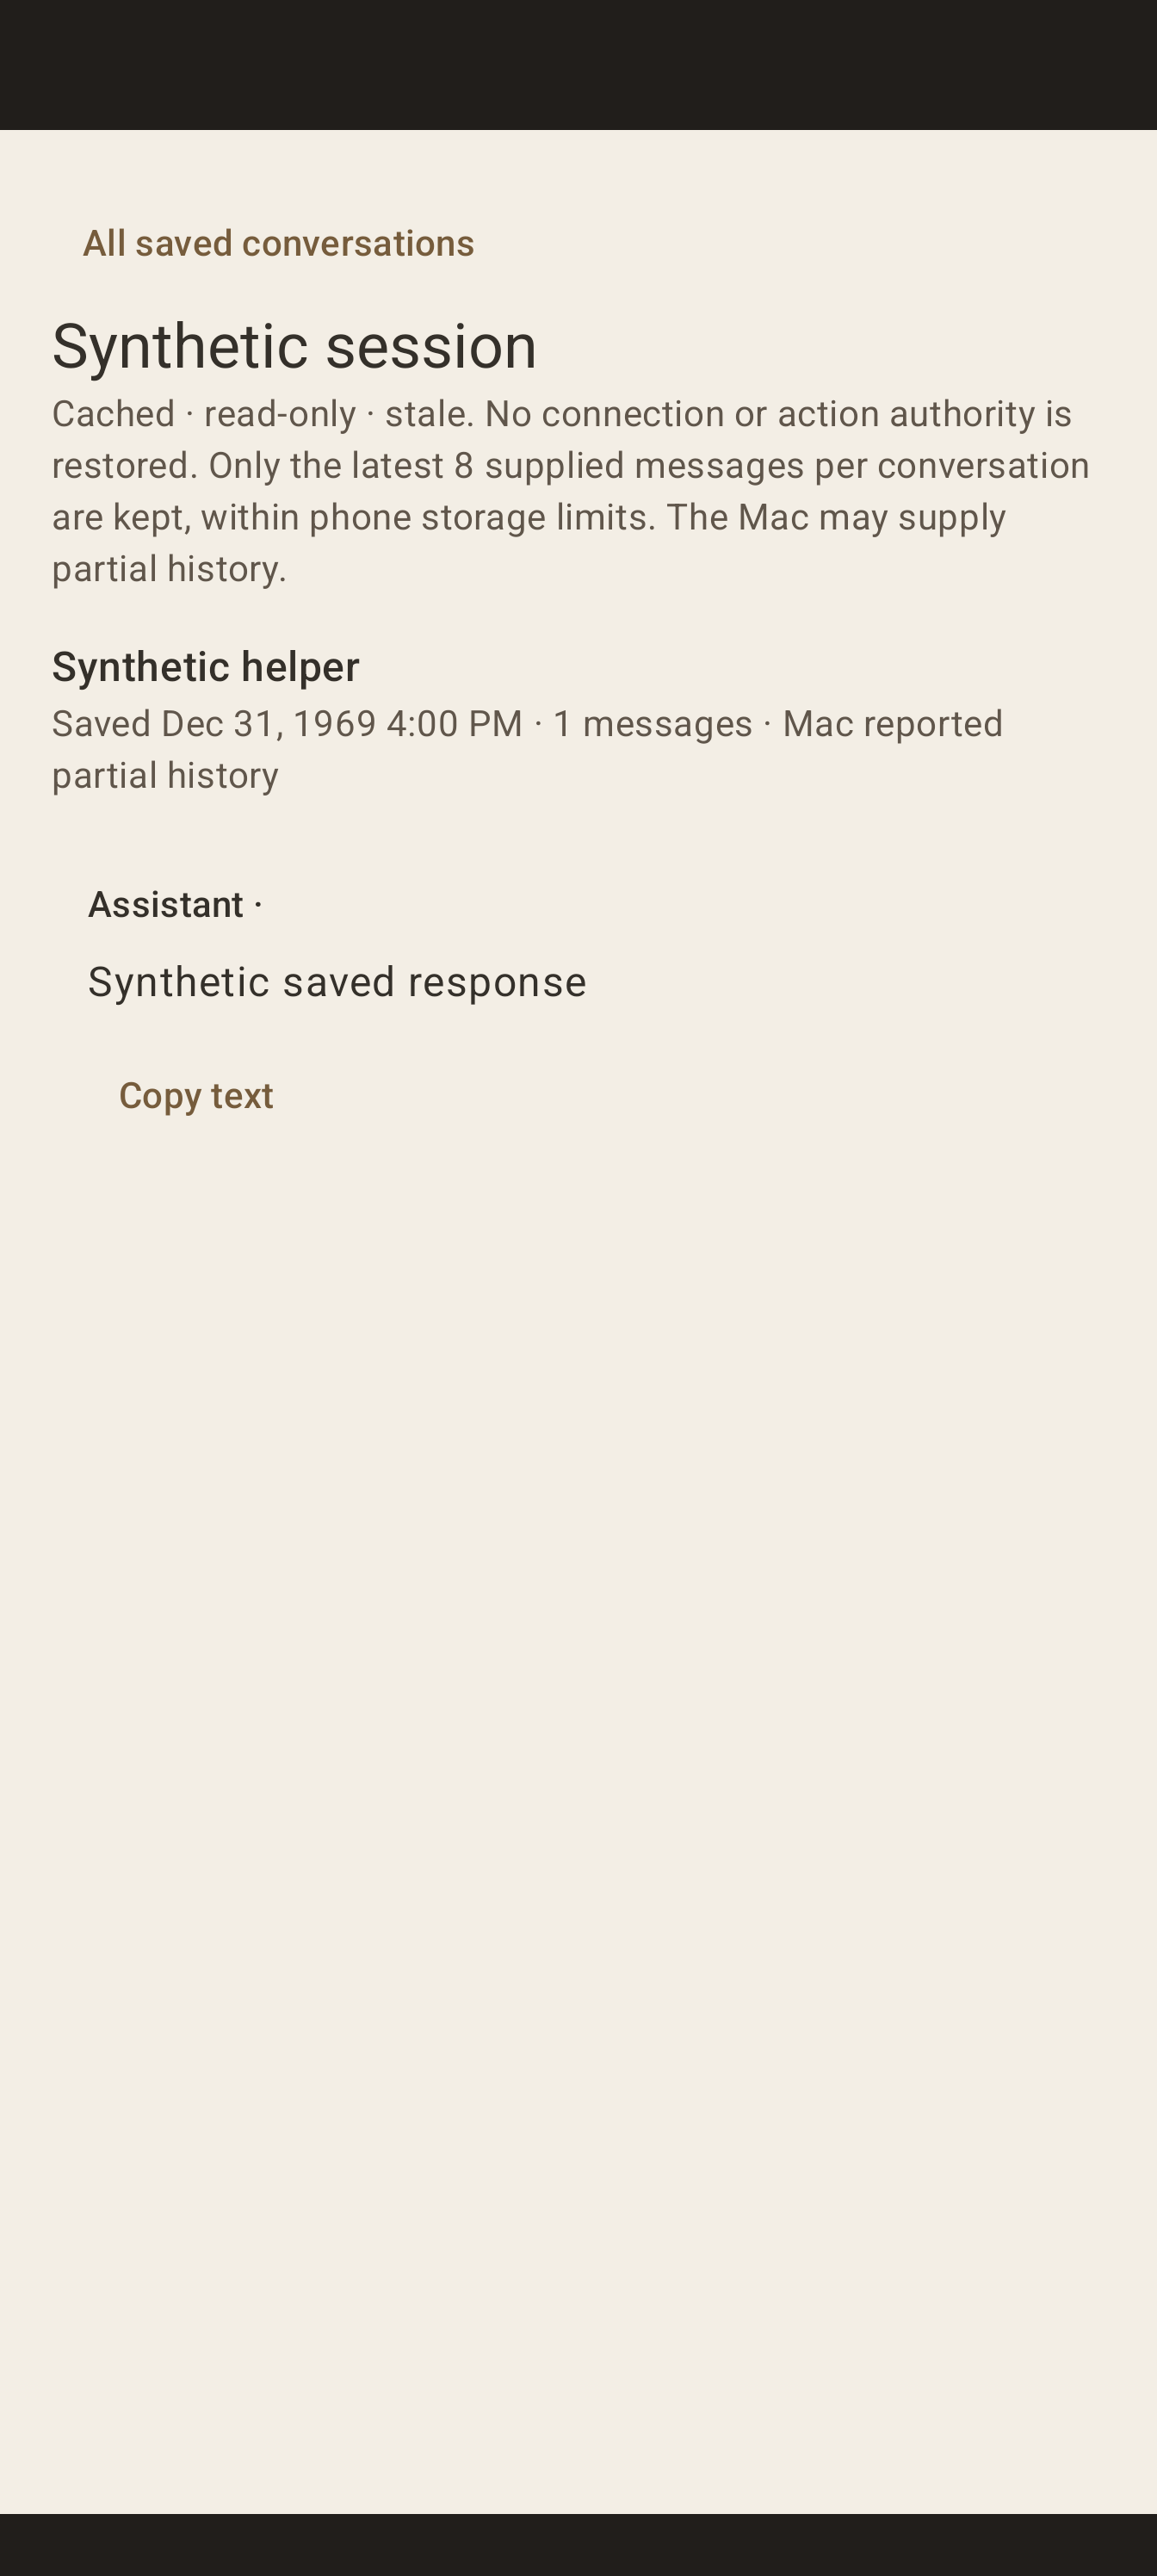 All saved conversations
Synthetic session
Cached · read-only · stale. No connection or action authority is
restored. Only the latest 8 supplied messages per conversation
are kept, within phone storage limits. The Mac may supply
partial history.
Synthetic helper
Saved Dec 31, 1969 4:00 PM · 1 messages · Mac reported
partial history
Assistant ·
Synthetic saved response
Copy text